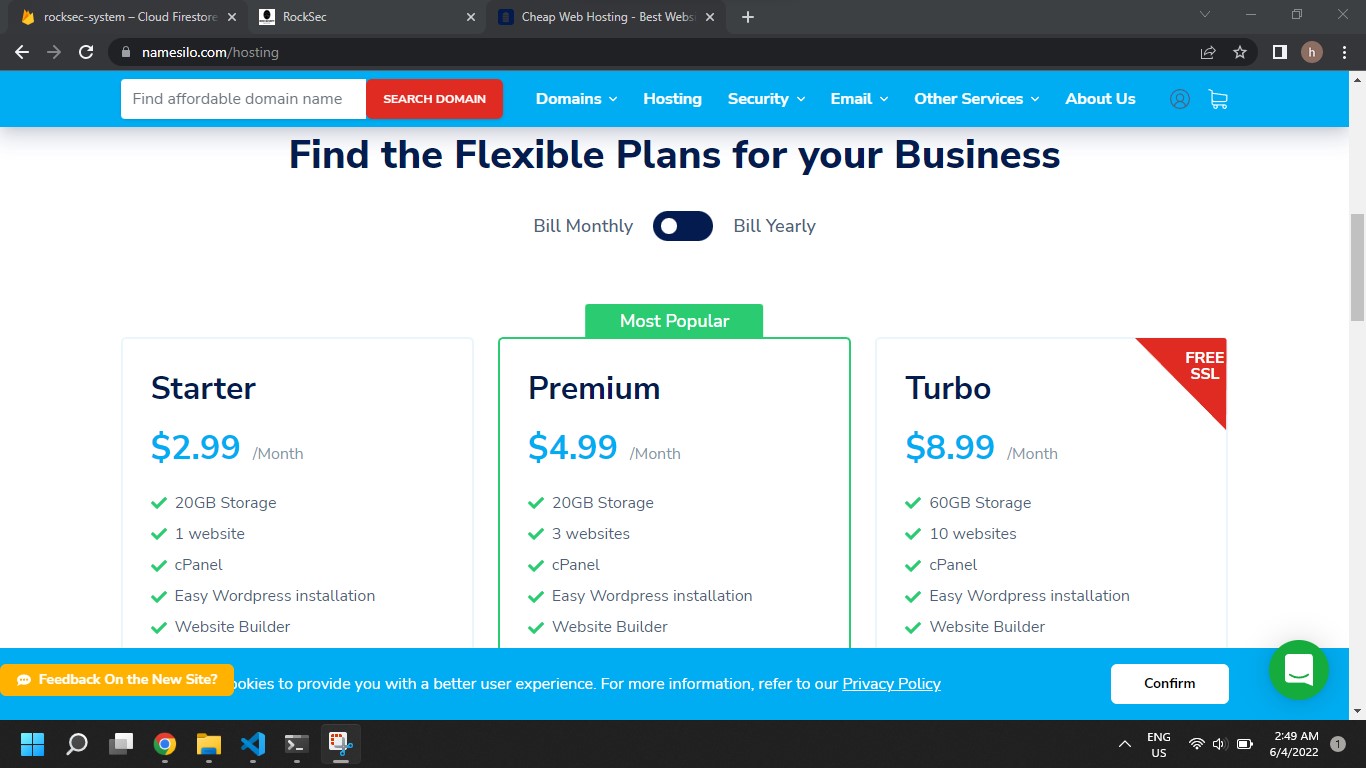 rocksec-system – Cloud Firestore
RockSec
Cheap Web Hosting - Best Websi
namesilo.com/hosting
h
Find affordable domain name
SEARCH DOMAIN
Domains
Hosting
Security
Email
Other Services
About Us
Find the Flexible Plans for your Business
Bill Monthly
Bill Yearly
Most Popular
FREE
SSL
Starter
$2.99 /Month
20GB Storage
1 website
cPanel
Easy Wordpress installation
Website Builder
Premium
$4.99 /Month
20GB Storage
3 websites
cPanel
Easy Wordpress installation
Website Builder
Turbo
$8.99 /Month
60GB Storage
10 websites
cPanel
Easy Wordpress installation
Website Builder
Feedback On the New Site?
ookies to provide you with a better user experience. For more information, refer to our Privacy Policy
Confirm
ENG
US
2:49 AM
6/4/2022
1